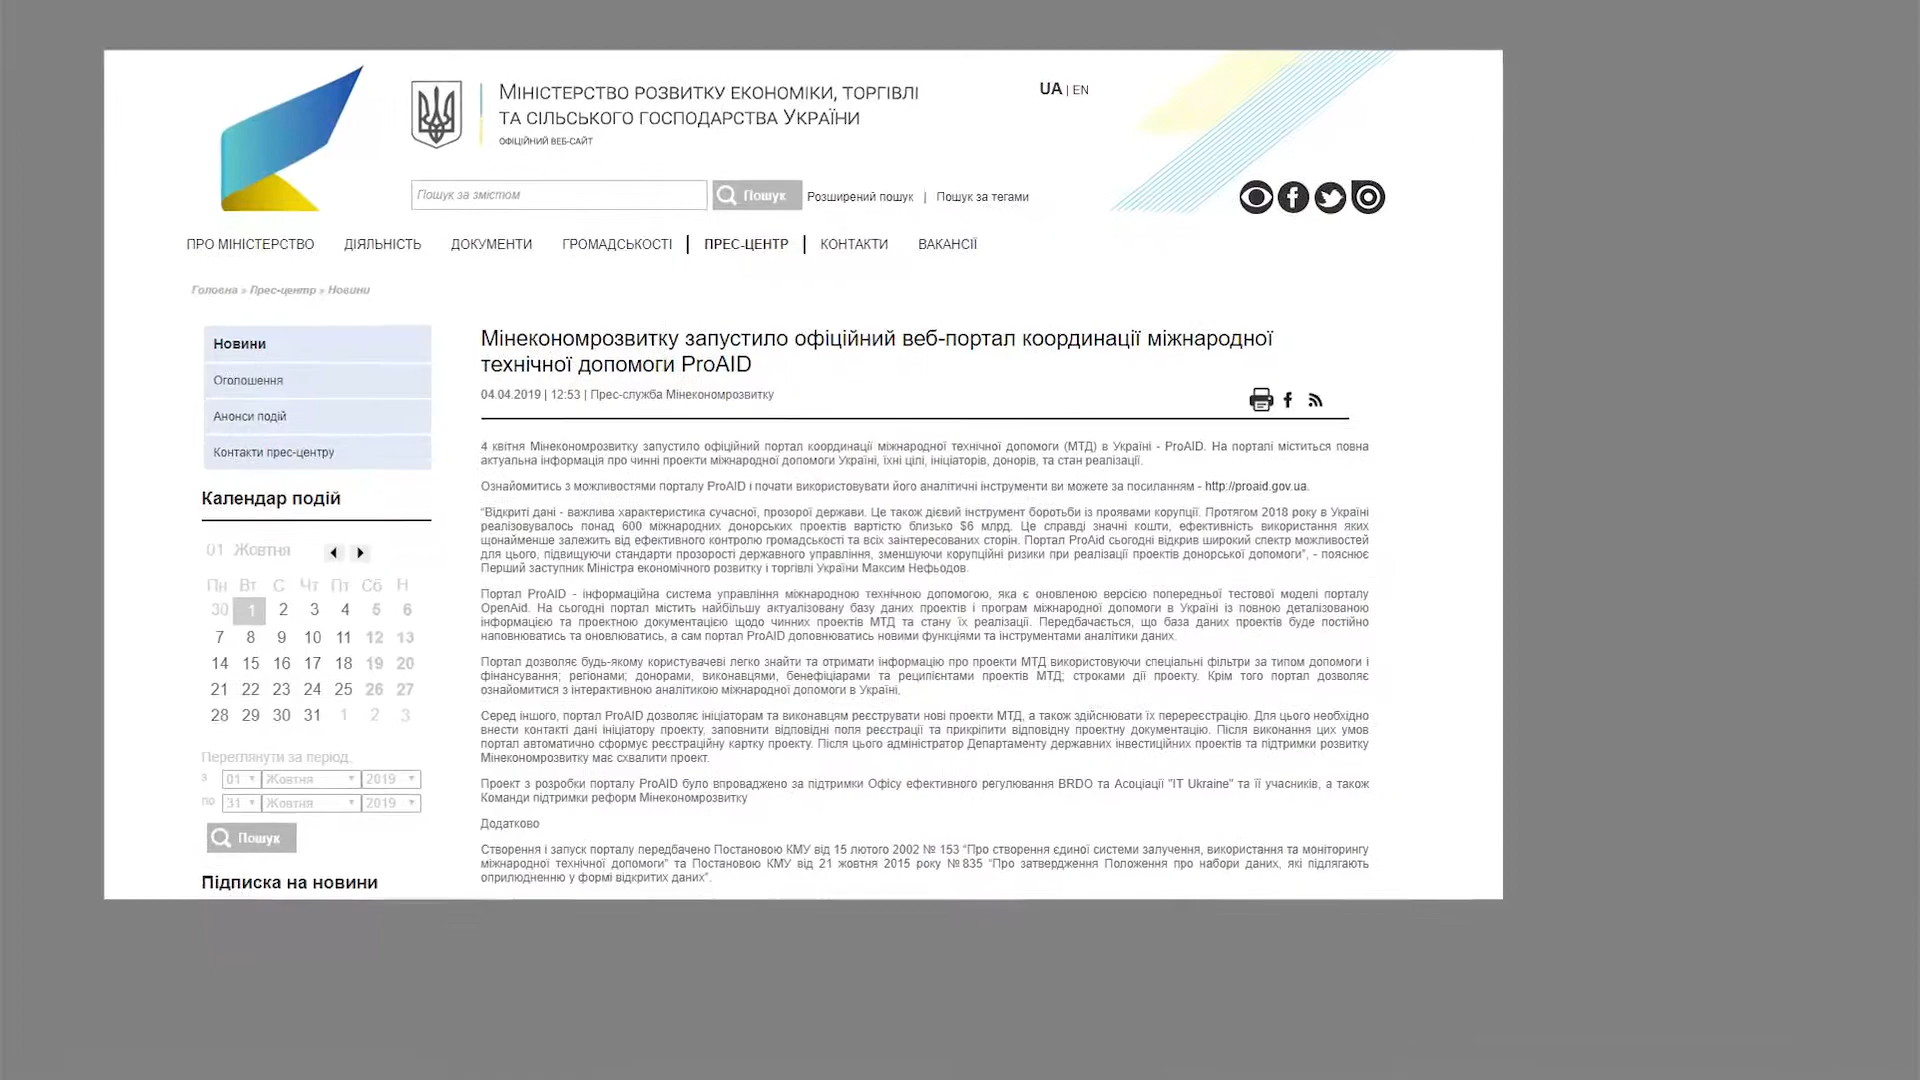 Міністерство розвитку економіки, торгівлі
та сільського господарства України
офіційний веб-сайт
UA | EN
Пошук за змістом
Пошук
Розширений пошук | Пошук за тегами
ПРО МІНІСТЕРСТВО ДІЯЛЬНІСТЬ ДОКУМЕНТИ ГРОМАДСЬКОСТІ ПРЕС-ЦЕНТР КОНТАКТИ ВАКАНСІЇ
Головна » Прес-центр » Новини
Новини
Оголошення
Анонси подій
Контакти прес-центру
Календар подій
01 Жовтня
Пн Вт С Чт Пт Сб Н
30 1 2 3 4 5 6
7 8 9 10 11 12 13
14 15 16 17 18 19 20
21 22 23 24 25 26 27
28 29 30 31 1 2 3
Переглянути за період.
з 01 Жовтня 2019
по 31 Жовтня 2019
Пошук
Підписка на новини
Мінекономрозвитку запустило офіційний веб-портал координації міжнародної
технічної допомоги ProAID
04.04.2019 | 12:53 | Прес-служба Мінекономрозвитку
4 квітня Мінекономрозвитку запустило офіційний портал координації міжнародної технічної допомоги (МТД) в Україні - ProAID. На порталі міститься повна
актуальна інформація про чинні проекти міжнародної допомоги Україні, їхні цілі, ініціаторів, донорів, та стан реалізації.
Ознайомитись з можливостями порталу ProAID і почати використовувати його аналітичні інструменти ви можете за посиланням - http://proaid.gov.ua.
“Відкриті дані - важлива характеристика сучасної, прозорої держави. Це також дієвий інструмент боротьби із проявами корупції. Протягом 2018 року в Україні
реалізовувалось понад 600 міжнародних донорських проектів вартістю близько $6 млрд. Це справді значні кошти, ефективність використання яких
щонайменше залежить від ефективного контролю громадськості та всіх заінтересованих сторін. Портал ProAid сьогодні відкрив широкий спектр можливостей
для цього, підвищуючи стандарти прозорості державного управління, зменшуючи корупційні ризики при реалізації проектів донорської допомоги”, - пояснює
Перший заступник Міністра економічного розвитку і торгівлі України Максим Нефьодов.
Портал ProAID - інформаційна система управління міжнародною технічною допомогою, яка є оновленою версією попередньої тестової моделі порталу
OpenAid. На сьогодні портал містить найбільшу актуалізовану базу даних проектів і програм міжнародної допомоги в Україні із повною деталізованою
інформацією та проектною документацією щодо чинних проектів МТД та стану їх реалізації. Передбачається, що база даних проектів буде постійно
наповнюватись та оновлюватись, а сам портал ProAID доповнюватись новими функціями та інструментами аналітики даних.
Портал дозволяє будь-якому користувачеві легко знайти та отримати інформацію про проекти МТД використовуючи спеціальні фільтри за типом допомоги і
фінансування; регіонами; донорами, виконавцями, бенефіціарами та реципієнтами проектів МТД; строками дії проекту. Крім того портал дозволяє
ознайомитися з інтерактивною аналітикою міжнародної допомоги в Україні.
Серед іншого, портал ProAID дозволяє ініціаторам та виконавцям реєструвати нові проекти МТД, а також здійснювати їх перереєстрацію. Для цього необхідно
внести контакті дані ініціатору проекту, заповнити відповідні поля реєстрації та прикріпити відповідну проектну документацію. Після виконання цих умов
портал автоматично сформує реєстраційну картку проекту. Після цього адміністратор Департаменту державних інвестиційних проектів та підтримки розвитку
Мінекономрозвитку має схвалити проект.
Проект з розробки порталу ProAID було впроваджено за підтримки Офісу ефективного регулювання BRDO та Асоціації "IT Ukraine" та її учасників, а також
Команди підтримки реформ Мінекономрозвитку
Додатково
Створення і запуск порталу передбачено Постановою КМУ від 15 лютого 2002 № 153 “Про створення єдиної системи залучення, використання та моніторингу
міжнародної технічної допомоги” та Постановою КМУ від 21 жовтня 2015 року №835 “Про затвердження Положення про набори даних, які підлягають
оприлюдненню у формі відкритих даних”.